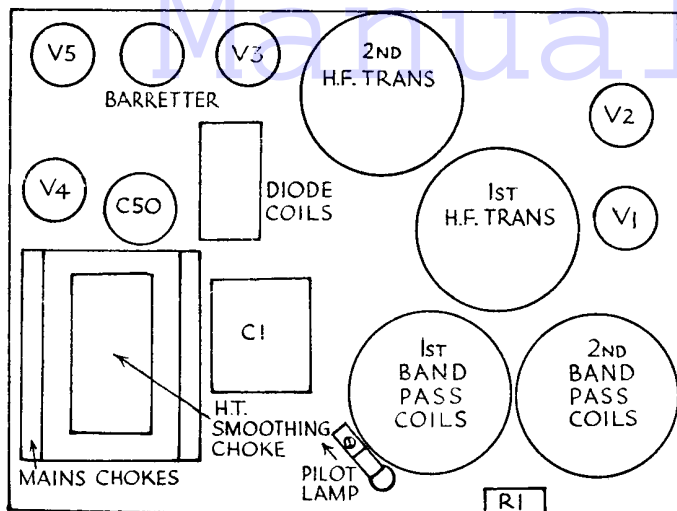 Manual
V5
V3
2ND
H.F. TRANS
BARRETTER
V2
V4
C50
DIODE
COILS
1ST
H.F. TRANS
V1
C1
1ST
BAND
PASS
COILS
2ND
BAND
PASS
COILS
H.T.
SMOOTHING
CHOKE
MAINS CHOKES
PILOT
LAMP
R1